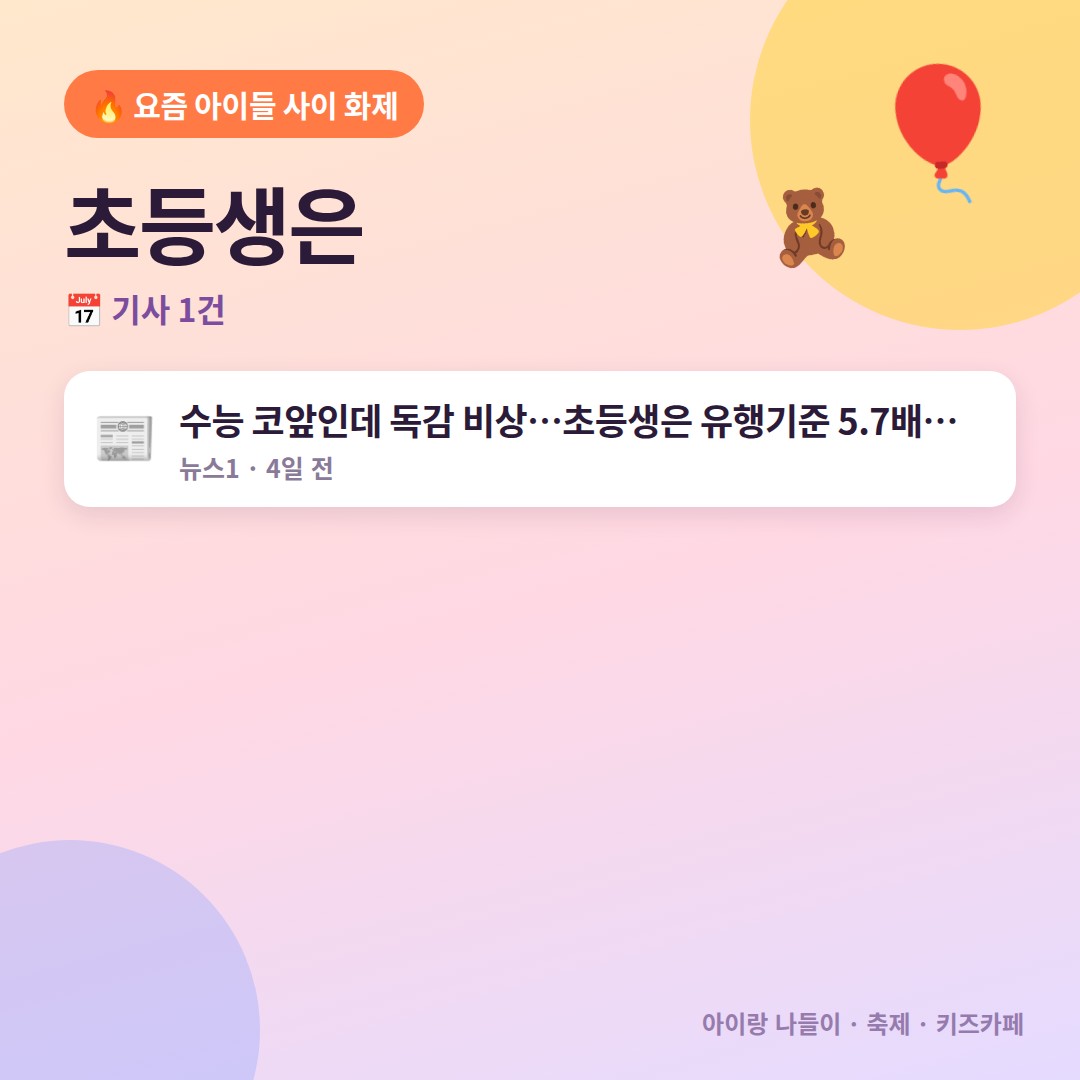 🔥 요즘 아이들 사이 화제
초등생은
📅 기사 1건
수능 코앞인데 독감 비상…초등생은 유행기준 5.7배…
뉴스1 · 4일 전
아이랑 나들이 · 축제 · 키즈카페